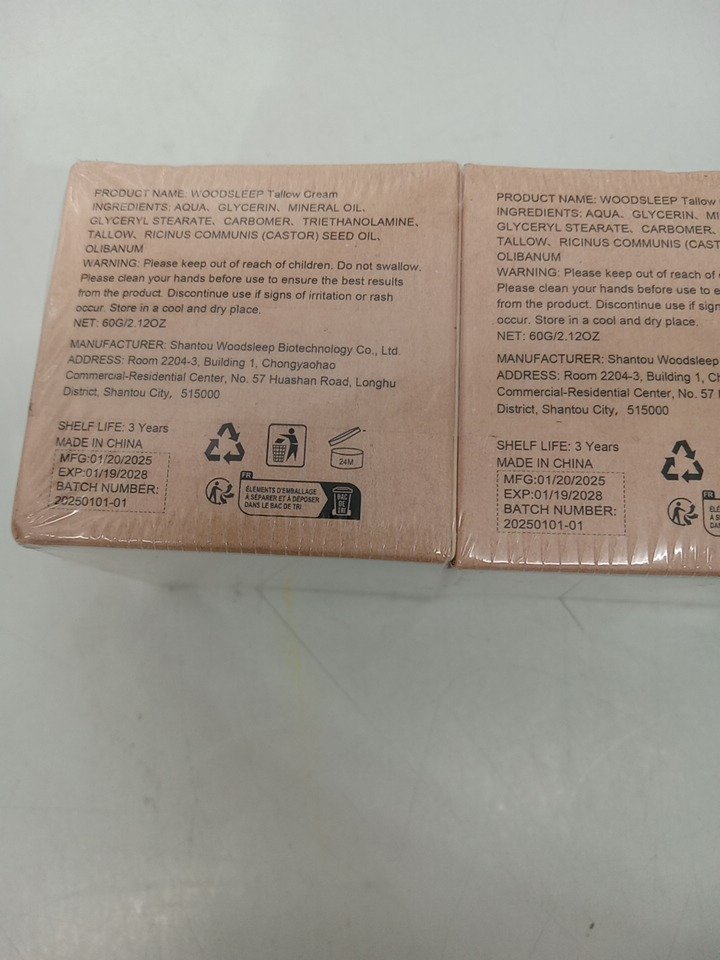 PRODUCT NAME: WOODSLEEP Tallow Cream
INGREDIENTS: AQUA、GLYCERIN、MINERAL OIL、
GLYCERYL STEARATE、CARBOMER、TRIETHANOLAMINE、
TALLOW、RICINUS COMMUNIS (CASTOR) SEED OIL、
OLIBANUM
WARNING: Please keep out of reach of children. Do not swallow.
Please clean your hands before use to ensure the best results
from the product. Discontinue use if signs of irritation or rash
occur. Store in a cool and dry place.
NET: 60G/2.12OZ
MANUFACTURER: Shantou Woodsleep Biotechnology Co., Ltd.
ADDRESS: Room 2204-3, Building 1, Chongyaohao
Commercial-Residential Center, No. 57 Huashan Road, Longhu
District, Shantou City，515000
SHELF LIFE: 3 Years
MADE IN CHINA
MFG:01/20/2025
EXP:01/19/2028
BATCH NUMBER:
20250101-01
24M
FR
ÉLÉMENTS D'EMBALLAGE
À SÉPARER ET À DÉPOSER
DANS LE BAC DE TRI
BAC
DE
TRI
PRODUCT NAME: WOODSLEEP Tallow
INGREDIENTS: AQUA、GLYCERIN、
GLYCERYL STEARATE、CARBOMER、
TALLOW、RICINUS COMMUNIS (CAST
OLIBANUM
WARNING: Please keep out of reach of
Please clean your hands before use to
from the product. Discontinue use if
occur. Store in a cool and dry place.
NET: 60G/2.12OZ
MANUFACTURER: Shantou Woodsleep
ADDRESS: Room 2204-3, Building 1,
Commercial-Residential Center, No. 57
District, Shantou City，515000
SHELF LIFE: 3 Years
MADE IN CHINA
MFG:01/20/2025
EXP:01/19/2028
BATCH NUMBER:
20250101-01
FR